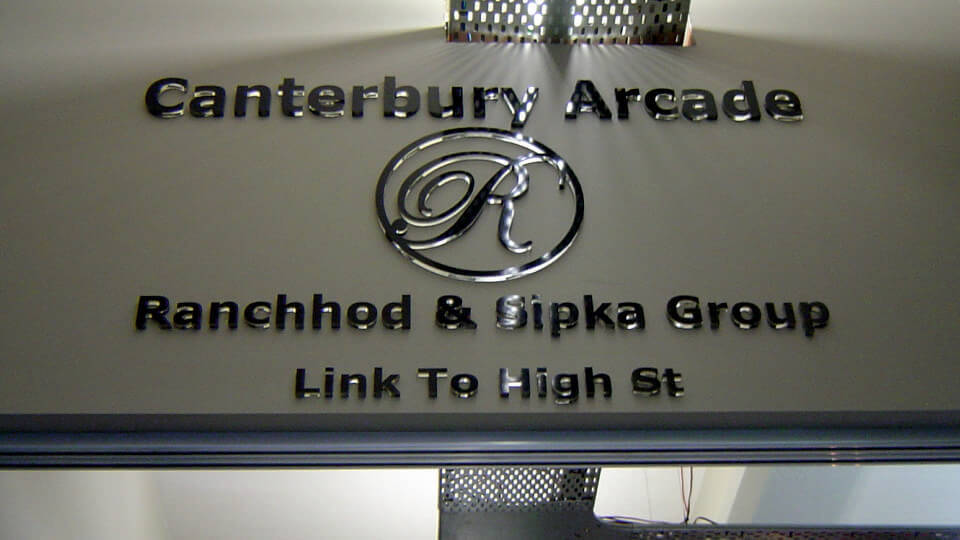 Canterbury Arcade
R
Ranchhod & Sipka Group
Link To High St